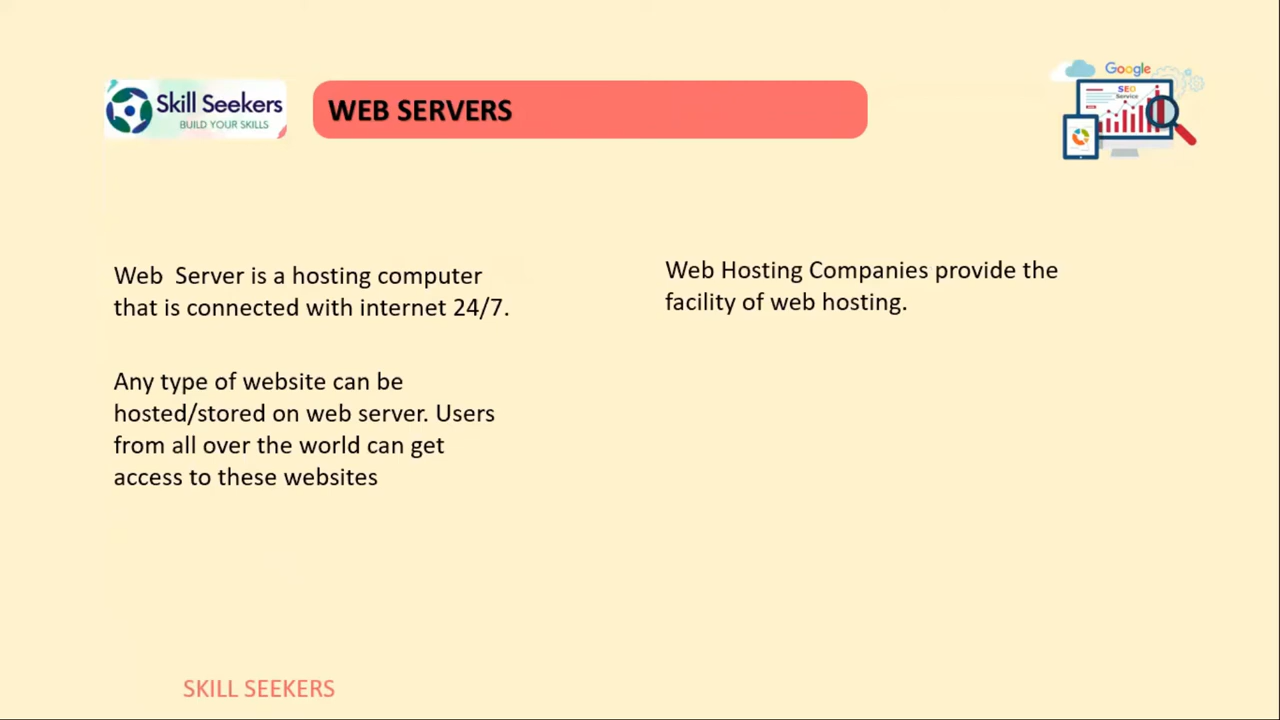 Skill Seekers
BUILD YOUR SKILLS
WEB SERVERS
Google
SEO
Service
Web  Server is a hosting computer
that is connected with internet 24/7.
Any type of website can be
hosted/stored on web server. Users
from all over the world can get
access to these websites
Web Hosting Companies provide the
facility of web hosting.
SKILL SEEKERS